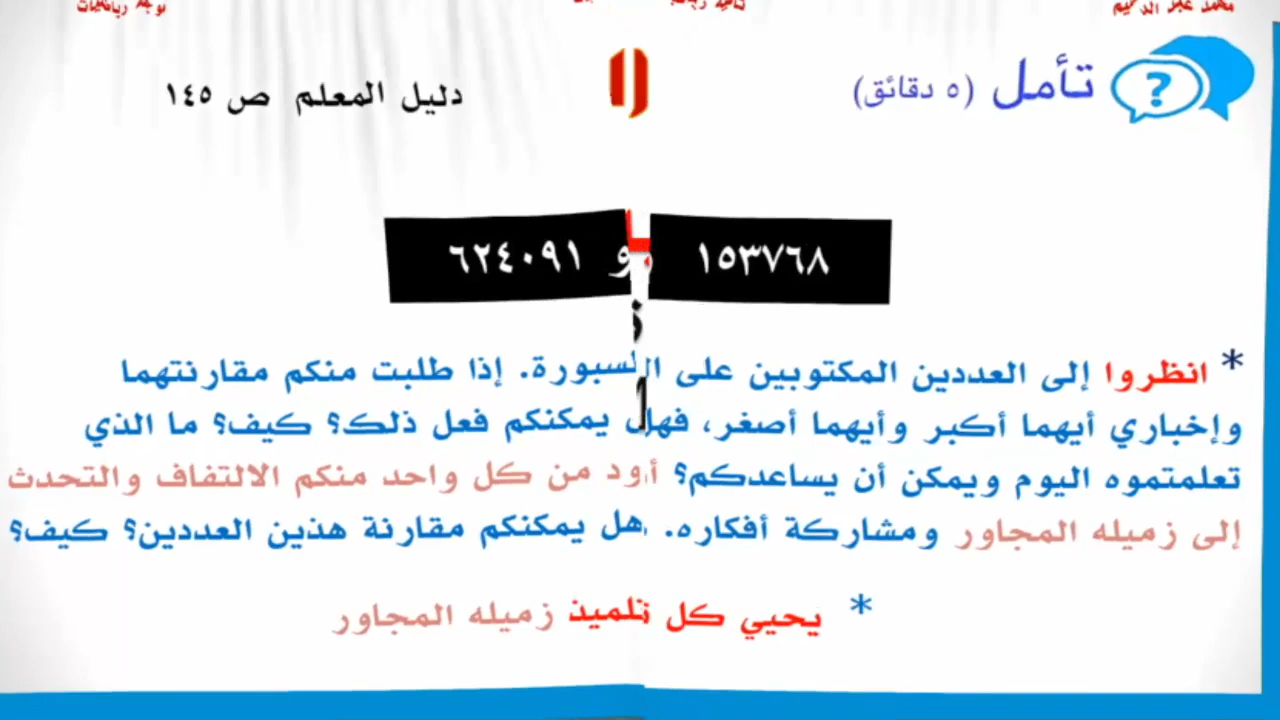 محمد عبد الرحيم
تأمل (٥ دقائق)
دليل المعلم ص ١٤٥
١٥٣٧٦٨ و ٦٢٤٠٩١
* انظروا إلى العددين المكتوبين على السبورة. إذا طلبت منكم مقارنتهما
وإخباري أيهما أكبر وأيهما أصغر، فهل يمكنكم فعل ذلك؟ كيف؟ ما الذي
تعلمتموه اليوم ويمكن أن يساعدكم؟ أود من كل واحد منكم الالتفاف والتحدث
إلى زميله المجاور ومشاركة أفكاره. هل يمكنكم مقارنة هذين العددين؟ كيف؟
* يحيي كل تلميذ زميله المجاور